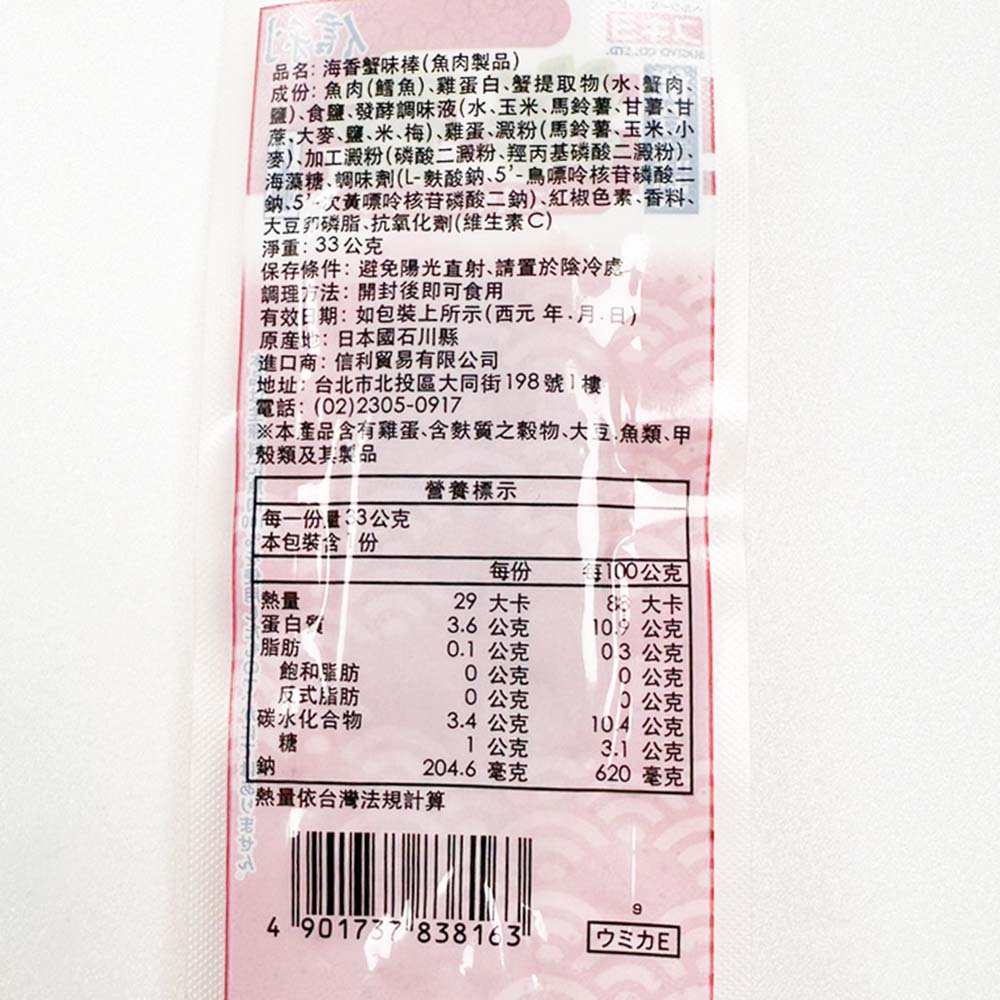 信利
SUGIYO CO., LTD.
品名: 海香蟹味棒(魚肉製品)
成份: 魚肉(鱈魚)、雞蛋白、蟹提取物(水、蟹肉、
鹽)、食鹽、發酵調味液(水、玉米、馬鈴薯、甘薯、甘
蔗、大麥、鹽、米、梅)、雞蛋、澱粉(馬鈴薯、玉米、小
麥)、加工澱粉(磷酸二澱粉、羥丙基磷酸二澱粉)、
海藻糖、調味劑(L-麩酸鈉、5'-鳥嘌呤核苷磷酸二
鈉、5'-次黃嘌呤核苷磷酸二鈉)、紅椒色素、香料、
大豆卵磷脂、抗氧化劑(維生素C)
淨重: 33公克
保存條件: 避免陽光直射、請置於陰冷處
調理方法: 開封後即可食用
有效日期: 如包裝上所示(西元 年.月.日)
原產地: 日本國石川縣
進口商: 信利貿易有限公司
地址: 台北市北投區大同街198號1樓
電話: (02)2305-0917
※本產品含有雞蛋、含麩質之穀物、大豆、魚類、甲
殼類及其製品
營養標示
每一份量 33公克
本包裝含 1份
每份 每100公克
熱量 29 大卡 88 大卡
蛋白質 3.6 公克 10.9 公克
脂肪 0.1 公克 0.3 公克
飽和脂肪 0 公克 0 公克
反式脂肪 0 公克 0 公克
碳水化合物 3.4 公克 10.4 公克
糖 1 公克 3.1 公克
鈉 204.6 毫克 620 毫克
熱量依台灣法規計算
4 901737 838163
9
ウミカE